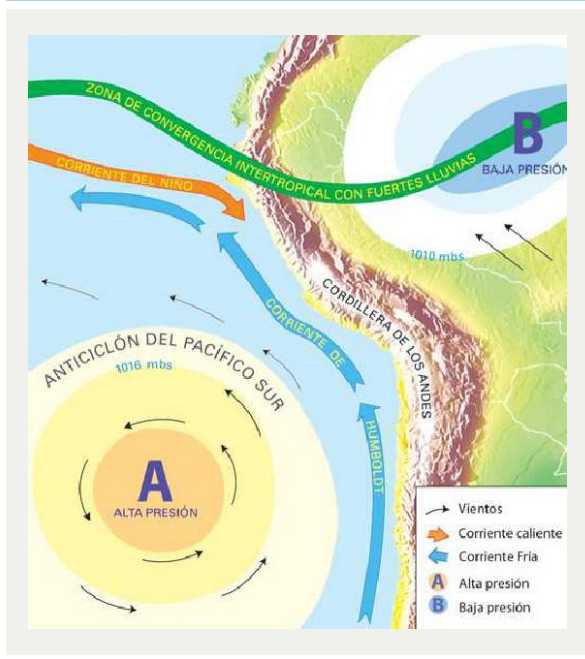 ZONA DE CONVERGENCIA INTERTROPICAL CON FUERTES LLUVIAS
B
BAJA PRESIÓN
CORRIENTE DEL NIÑO
1010 mbs
CORDILLERA DE LOS ANDES
CORRIENTE DE
HUMBOLDT
ANTICICLÓN DEL PACÍFICO SUR
1016 mbs
A
ALTA PRESIÓN
Vientos
Corriente caliente
Corriente Fría
A Alta presión
B Baja presión